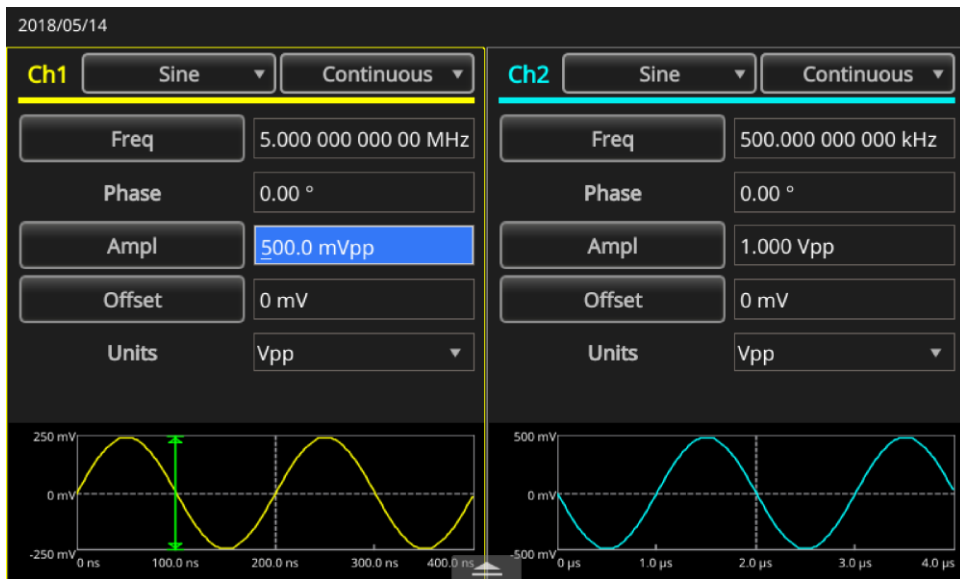 2018/05/14
Ch1 Sine Continuous
Freq 5.000 000 000 00 MHz
Phase 0.00 °
Ampl 500.0 mVpp
Offset 0 mV
Units Vpp
250 mV
0 mV
-250 mV
0 ns 100.0 ns 200.0 ns 300.0 ns 400.0 ns
Ch2 Sine Continuous
Freq 500.000 000 000 kHz
Phase 0.00 °
Ampl 1.000 Vpp
Offset 0 mV
Units Vpp
500 mV
0 mV
-500 mV
0 µs 1.0 µs 2.0 µs 3.0 µs 4.0 µs